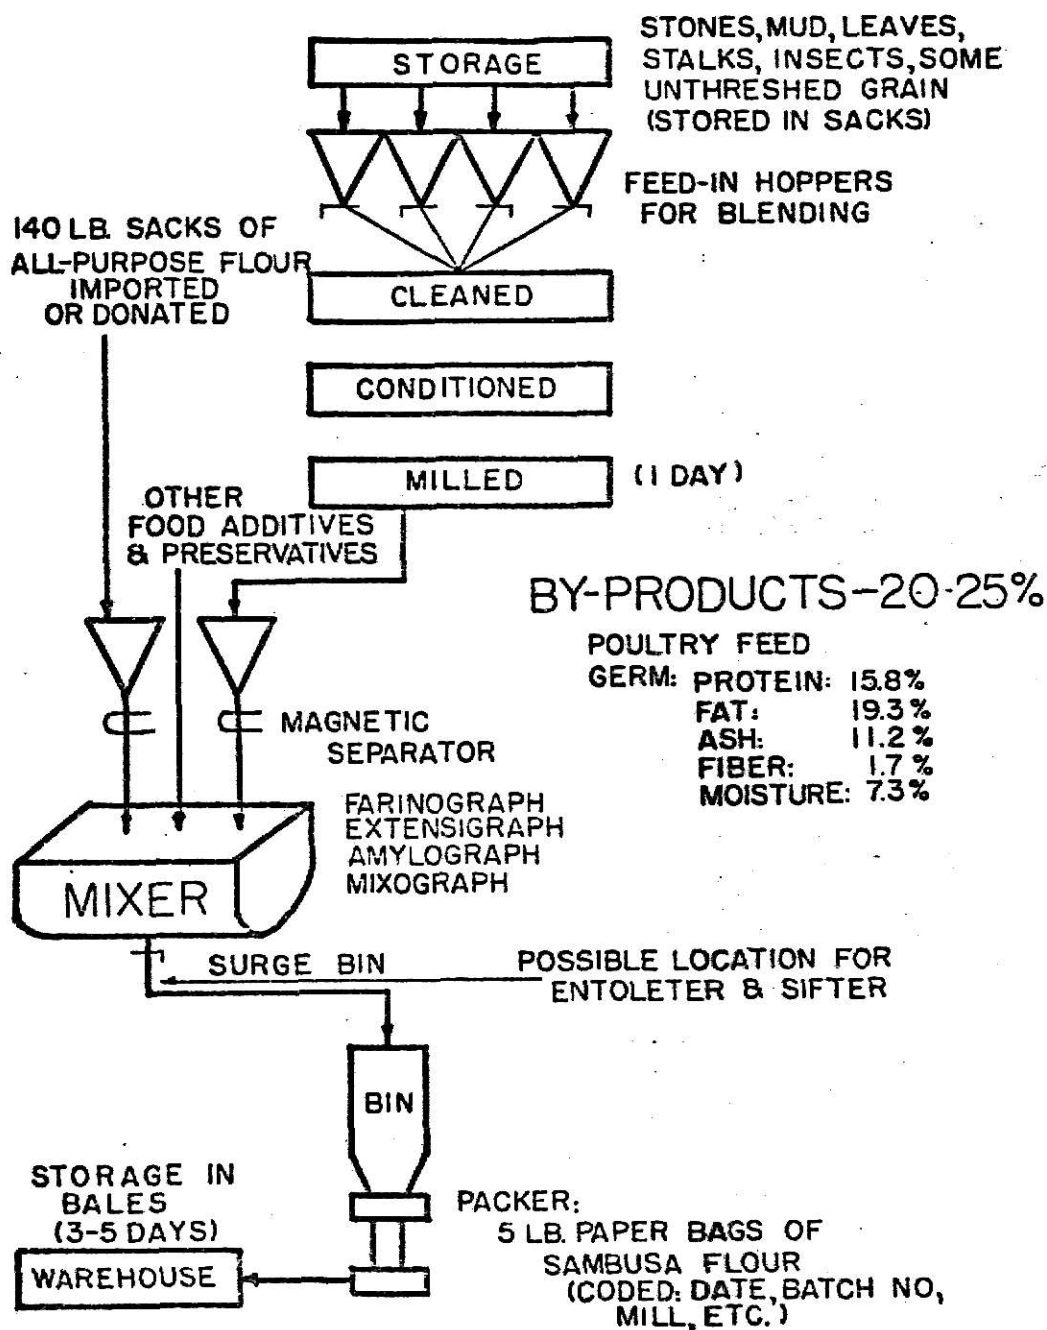 STORAGE
STONES, MUD, LEAVES,
STALKS, INSECTS, SOME
UNTHRESHED GRAIN
(STORED IN SACKS)
FEED-IN HOPPERS
FOR BLENDING
140 LB. SACKS OF
ALL-PURPOSE FLOUR
IMPORTED
OR DONATED
CLEANED
CONDITIONED
MILLED
(1 DAY)
OTHER
FOOD ADDITIVES
& PRESERVATIVES
BY-PRODUCTS-20-25%
POULTRY FEED
GERM: PROTEIN: 15.8%
FAT: 19.3%
ASH: 11.2%
FIBER: 1.7%
MOISTURE: 7.3%
MAGNETIC
SEPARATOR
FARINOGRAPH
EXTENSIGRAPH
AMYLOGRAPH
MIXOGRAPH
MIXER
SURGE BIN
POSSIBLE LOCATION FOR
ENTOLETER & SIFTER
BIN
STORAGE IN
BALES
(3-5 DAYS)
WAREHOUSE
PACKER:
5 LB. PAPER BAGS OF
SAMBUSA FLOUR
(CODED: DATE, BATCH NO,
MILL, ETC.)